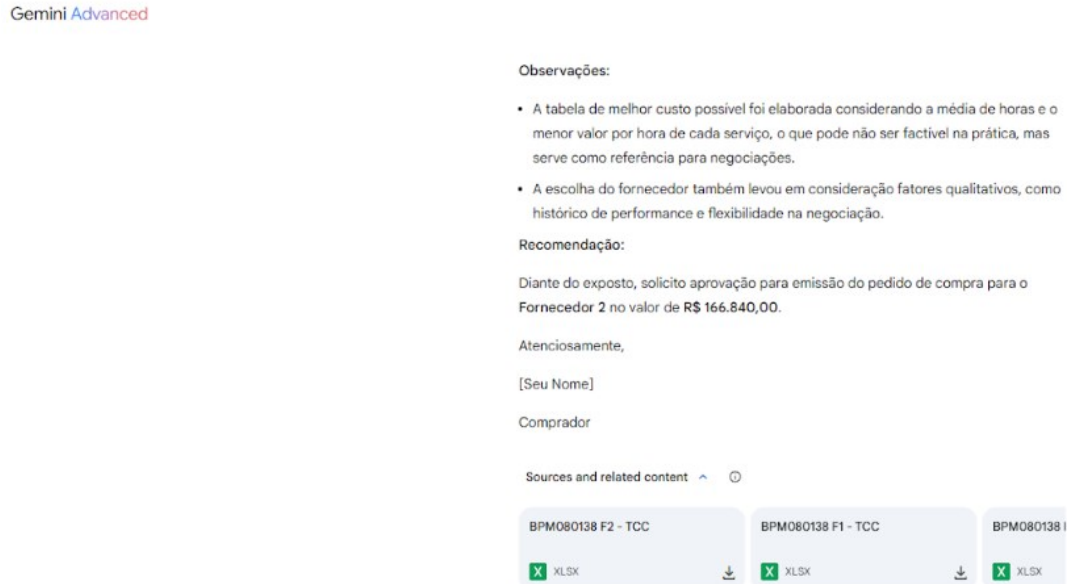 Gemini Advanced
Observações:
• A tabela de melhor custo possível foi elaborada considerando a média de horas e o
menor valor por hora de cada serviço, o que pode não ser factível na prática, mas
serve como referência para negociações.
• A escolha do fornecedor também levou em consideração fatores qualitativos, como
histórico de performance e flexibilidade na negociação.
Recomendação:
Diante do exposto, solicito aprovação para emissão do pedido de compra para o
Fornecedor 2 no valor de R$ 166.840,00.
Atenciosamente,
[Seu Nome]
Comprador
Sources and related content
BPM080138 F2 - TCC
BPM080138 F1 - TCC
BPM080138
XLSX
XLSX
XLSX